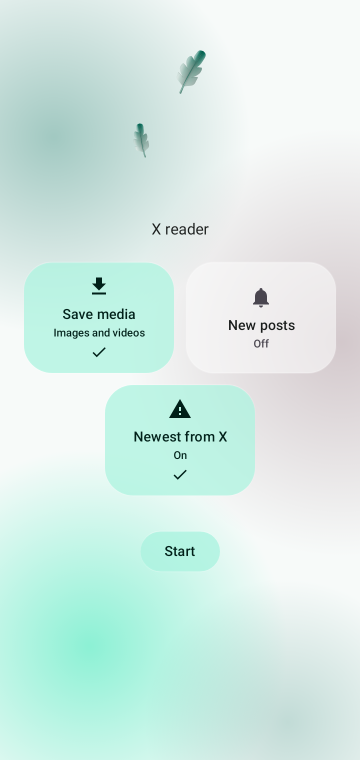 X reader
Save media
Images and videos
New posts
Off
Newest from X
On
Start